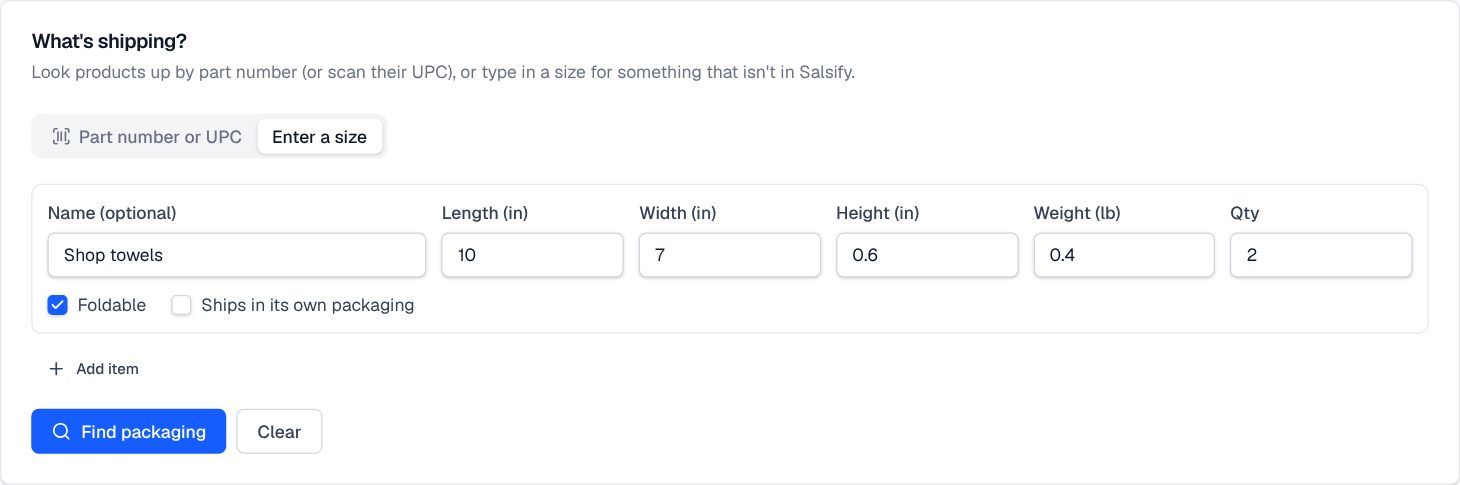 What's shipping?
Look products up by part number (or scan their UPC), or type in a size for something that isn't in Salsify.
Part number or UPC Enter a size
Name (optional) Length (in) Width (in) Height (in) Weight (lb) Qty
Shop towels 10 7 0.6 0.4 2
Foldable Ships in its own packaging
+ Add item
Find packaging Clear